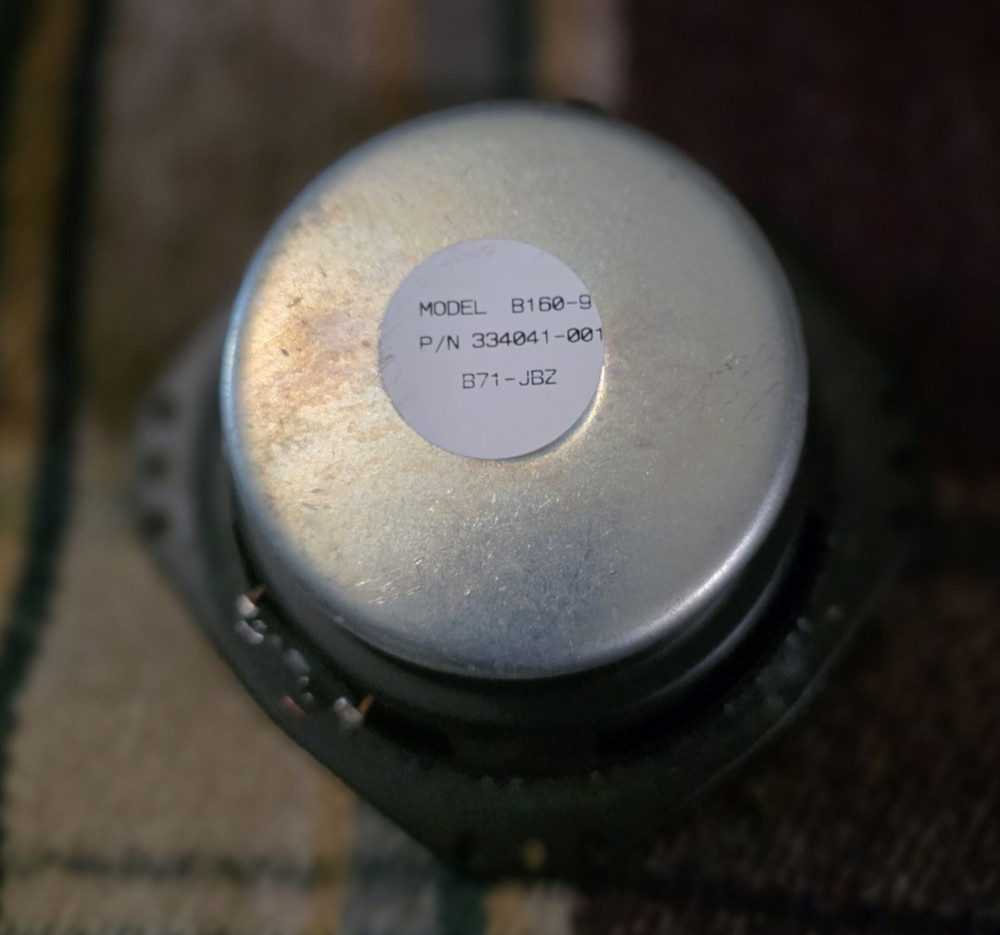 MODEL B160-9
P/N 334041-001
B71-JBZ